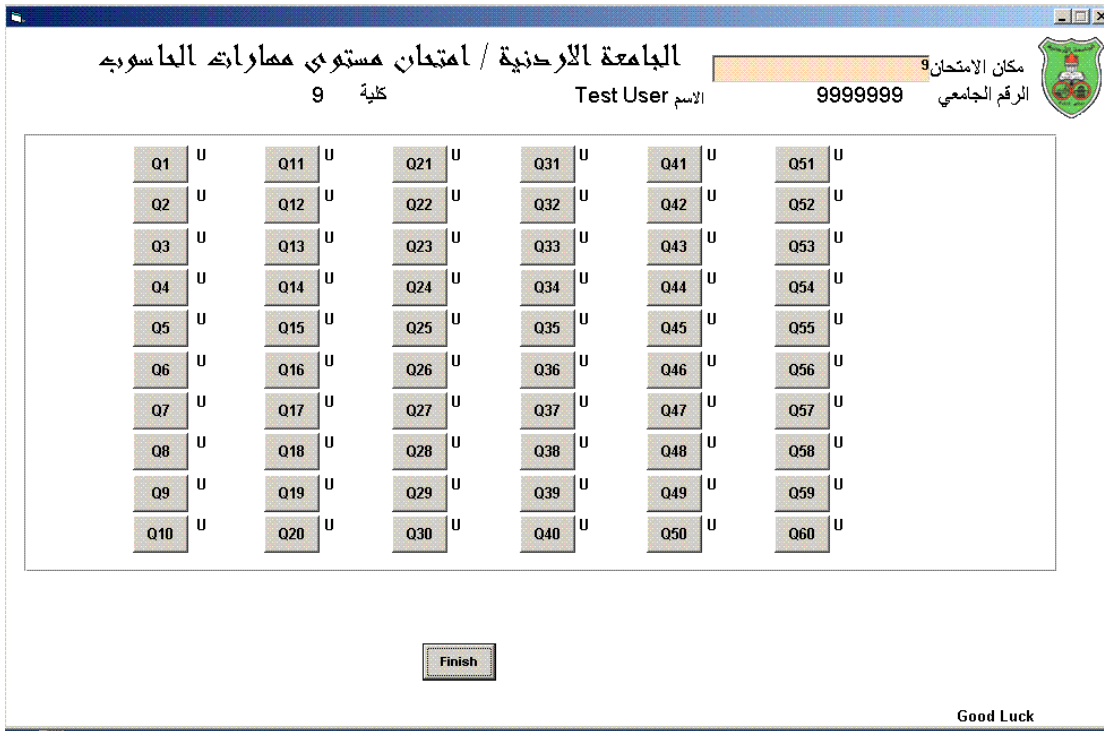 الجامعة الاردنية / امتحان مستوى مهارات الحاسوب
مكان الامتحان 9
الرقم الجامعي 9999999 الاسم Test User كلية 9
Q1 U Q11 U Q21 U Q31 U Q41 U Q51 U
Q2 U Q12 U Q22 U Q32 U Q42 U Q52 U
Q3 U Q13 U Q23 U Q33 U Q43 U Q53 U
Q4 U Q14 U Q24 U Q34 U Q44 U Q54 U
Q5 U Q15 U Q25 U Q35 U Q45 U Q55 U
Q6 U Q16 U Q26 U Q36 U Q46 U Q56 U
Q7 U Q17 U Q27 U Q37 U Q47 U Q57 U
Q8 U Q18 U Q28 U Q38 U Q48 U Q58 U
Q9 U Q19 U Q29 U Q39 U Q49 U Q59 U
Q10 U Q20 U Q30 U Q40 U Q50 U Q60 U
Finish
Good Luck